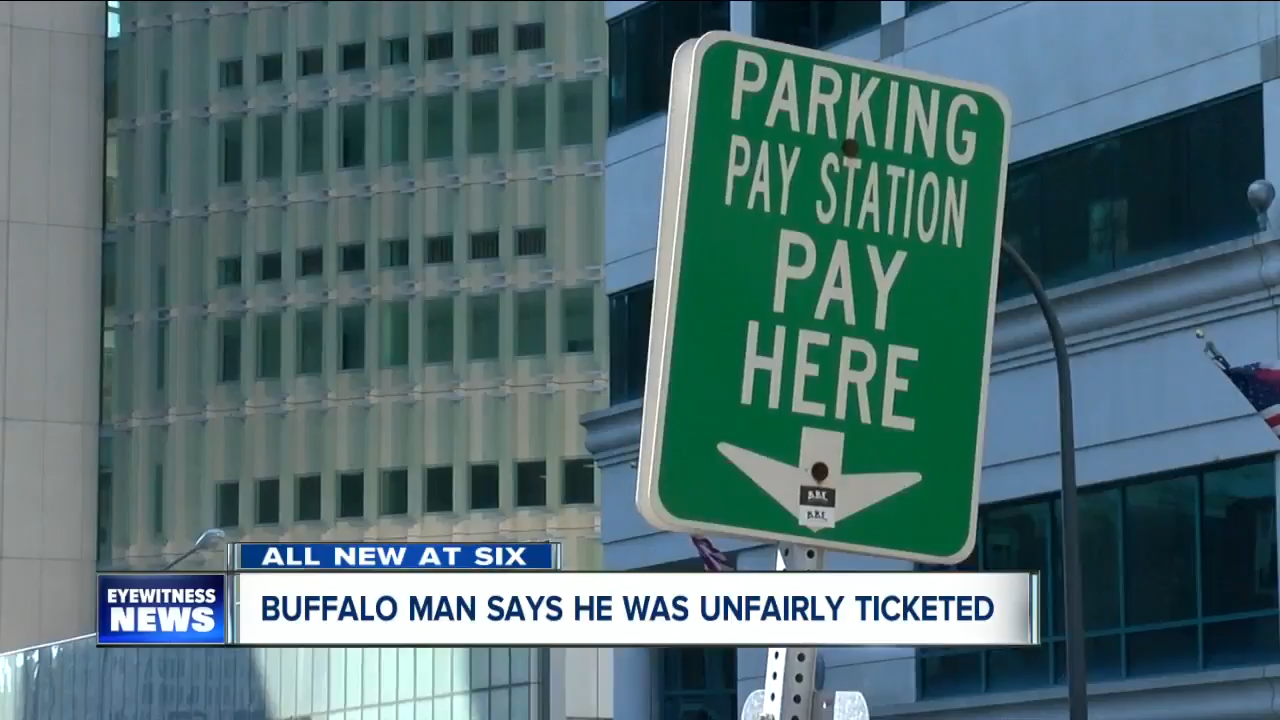 PARKING
PAY STATION
PAY
HERE
ALL NEW AT SIX
EYEWITNESS
NEWS
BUFFALO MAN SAYS HE WAS UNFAIRLY TICKETED